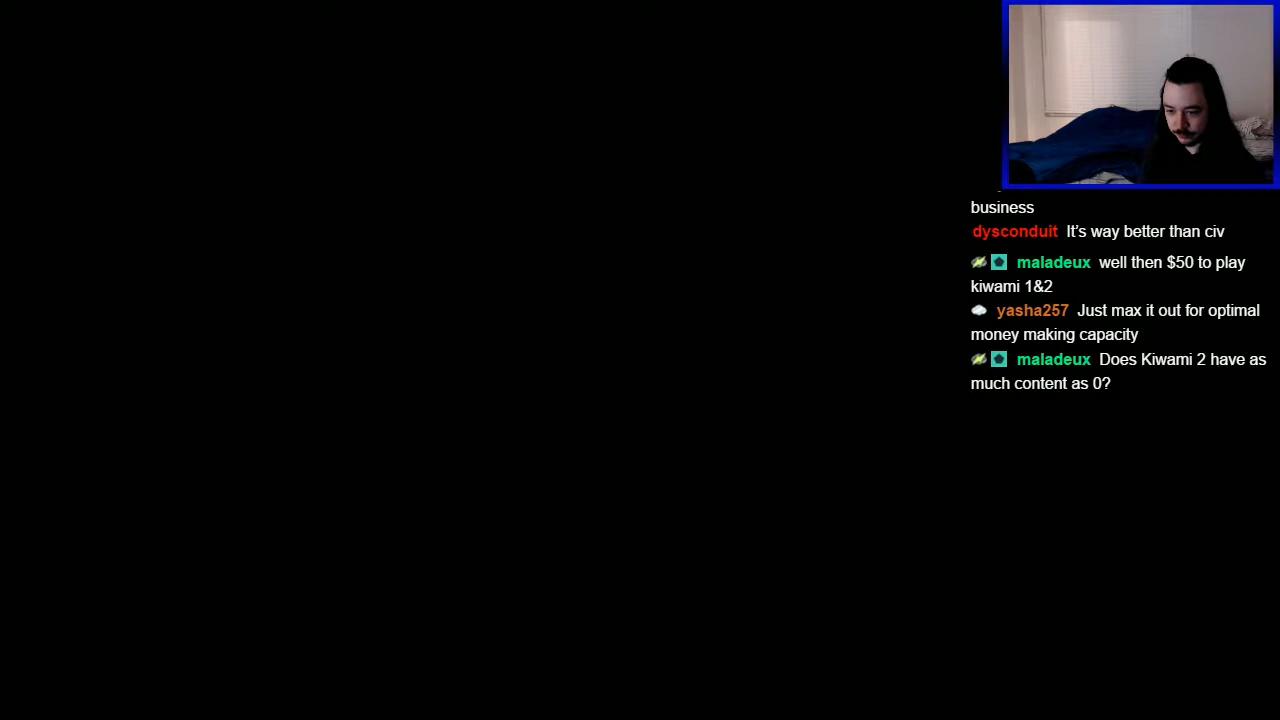 business
dysconduit It’s way better than civ
maladeux well then $50 to play
kiwami 1&2
yasha257 Just max it out for optimal
money making capacity
maladeux Does Kiwami 2 have as
much content as 0?